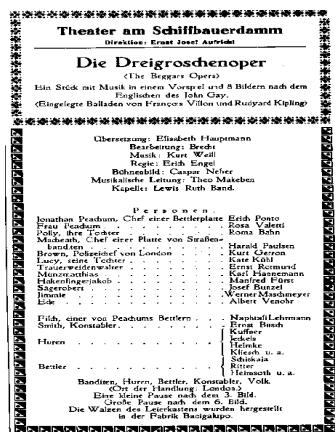 Theater am Schiffbauerdamm
Direktion: Ernst Josef Aufricht
Die Dreigroschenoper
(The Beggars Opera)
Ein Stück mit Musik in einem Vorspiel und 8 Bildern nach dem
Englischen des John Gay.
(Eingelegte Balladen von François Villon und Rudyard Kipling)
Übersetzung: Elisabeth Hauptmann
Bearbeitung: Brecht
Musik: Kurt Weill
Regie: Erich Engel
Bühnenbild: Caspar Neher
Musikalische Leitung: Theo Makeben
Kapelle: Lewis Ruth Band.
Personen.
Jonathan Peachum, Chef einer Bettlerplatte Erich Ponto
Frau Peachum . . . Rosa Valetti
Polly, ihre Tochter . . . Roma Bahn
Macheath, Chef einer Platte von Straßen-
banditen . . . Harald Paulsen
Brown, Polizeichef von London . . . Kurt Gerron
Lucy, seine Tochter . . . Kate Kühl
Trauerweidenwalter . . . Ernst Rotmund
Münzmatthias . . . Karl Hannemann
Hakenfingerjakob . . . Manfred Fürst
Sägerobert . . . Josef Bunzel
Jimmie . . . Werner Maschmeyer
Ede . . . Albert Venohr
Filch, einer von Peachums Bettlern . . . Naphtali Lehrmann
Smith, Konstabler . . . Ernst Busch
Huren . . . Kuffner
Jeckels
Helmke
Kliesch u. a.
Bettler . . . Schiskaja
Ritter
Heimsoth u. a.
Banditen, Huren, Bettler, Konstabler, Volk.
(Ort der Handlung: London.)
Eine kleine Pause nach dem 3. Bild.
Große Pause nach dem 6. Bild.
Die Walzen des Leierkastens wurden hergestellt
in der Fabrik Bacigalupo.